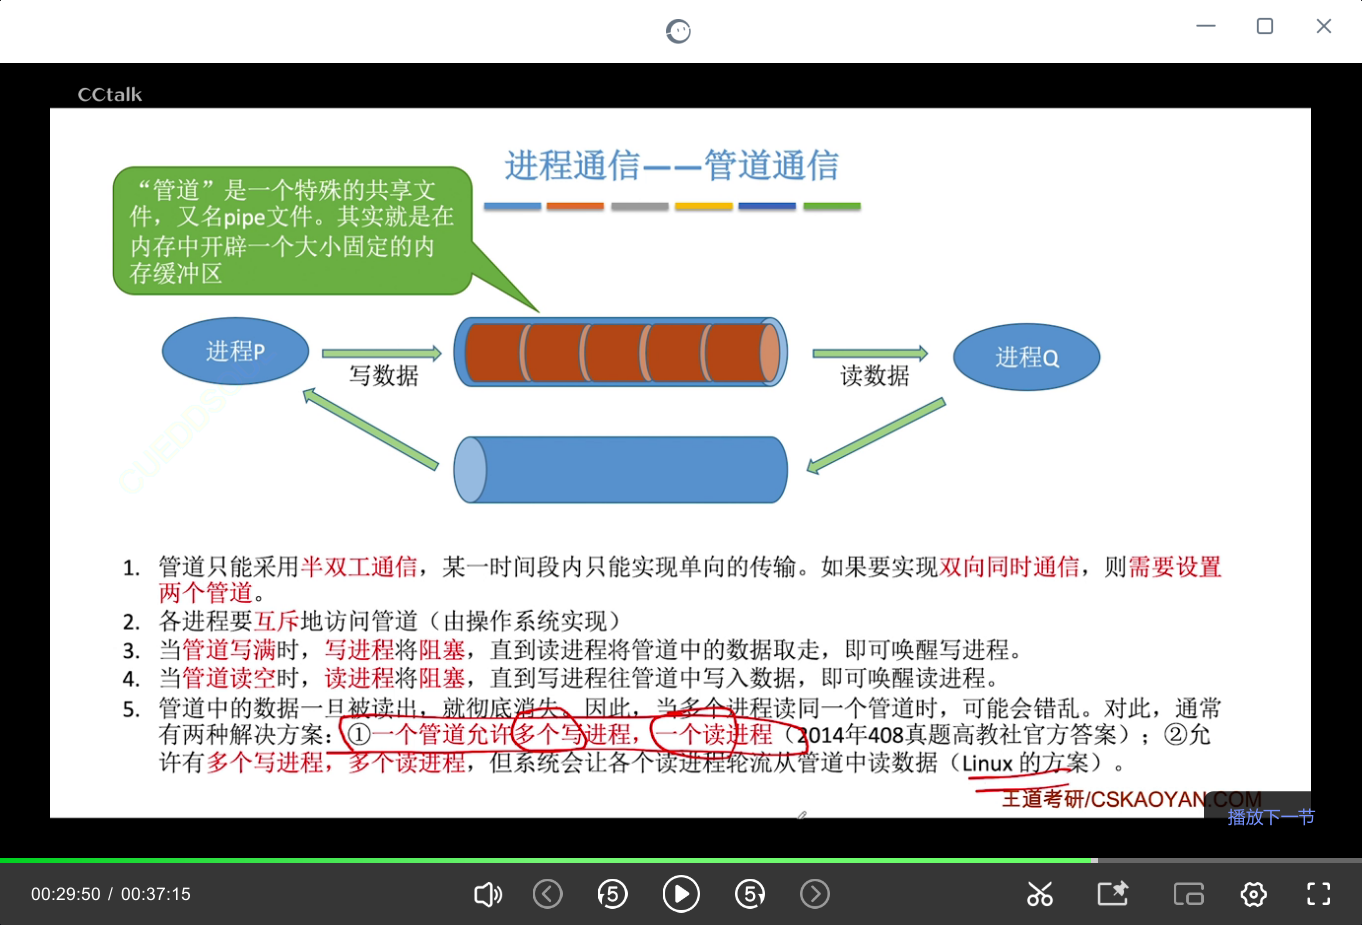 CCtalk
进程通信——管道通信
“管道”是一个特殊的共享文
件，又名pipe文件。其实就是在
内存中开辟一个大小固定的内
存缓冲区
进程P
写数据
读数据
进程Q
1. 管道只能采用半双工通信，某一时间段内只能实现单向的传输。如果要实现双向同时通信，则需要设置
两个管道。
2. 各进程要互斥地访问管道（由操作系统实现）
3. 当管道写满时，写进程将阻塞，直到读进程将管道中的数据取走，即可唤醒写进程。
4. 当管道读空时，读进程将阻塞，直到写进程往管道中写入数据，即可唤醒读进程。
5. 管道中的数据一旦被读出，就彻底消失。因此，当多个进程读同一个管道时，可能会错乱。对此，通常
有两种解决方案：①一个管道允许多个写进程，一个读进程（2014年408真题高教社官方答案）；②允
许有多个写进程，多个读进程，但系统会让各个读进程轮流从管道中读数据（Linux 的方案）。
王道考研/CSKAOYAN.COM
播放下一节
00:29:50 / 00:37:15
5
5